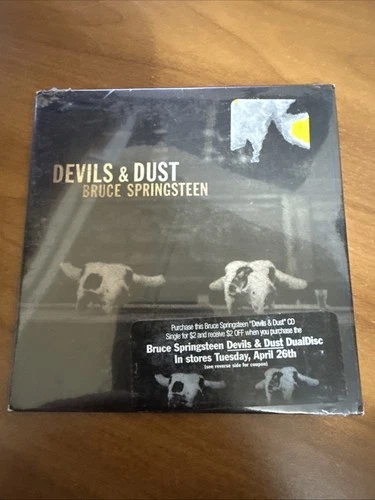 DEVILS & DUST
BRUCE SPRINGSTEEN
Purchase this Bruce Springsteen "Devils & Dust" CD
Single for $2 and receive $2 OFF when you purchase the
Bruce Springsteen Devils & Dust DualDisc
In stores Tuesday, April 26th
(see reverse side for coupon)